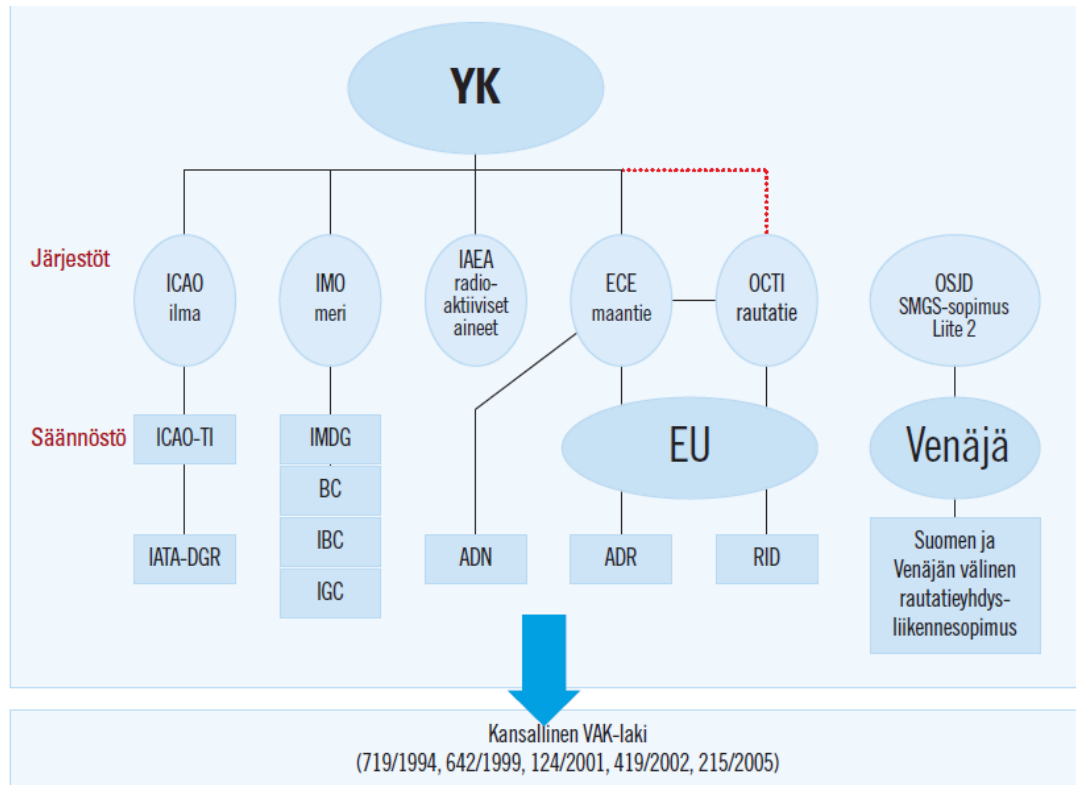 YK
Järjestöt
ICAO
ilma
IMO
meri
IAEA
radio-
aktiiviset
aineet
ECE
maantie
OCTI
rautatie
OSJD
SMGS-sopimus
Liite 2
Säännöstö
ICAO-TI
IMDG
EU
Venäjä
BC
IATA-DGR
IBC
IGC
ADN
ADR
RID
Suomen ja
Venäjän välinen
rautatieyhdys-
liikennesopimus
Kansallinen VAK-laki
(719/1994, 642/1999, 124/2001, 419/2002, 215/2005)